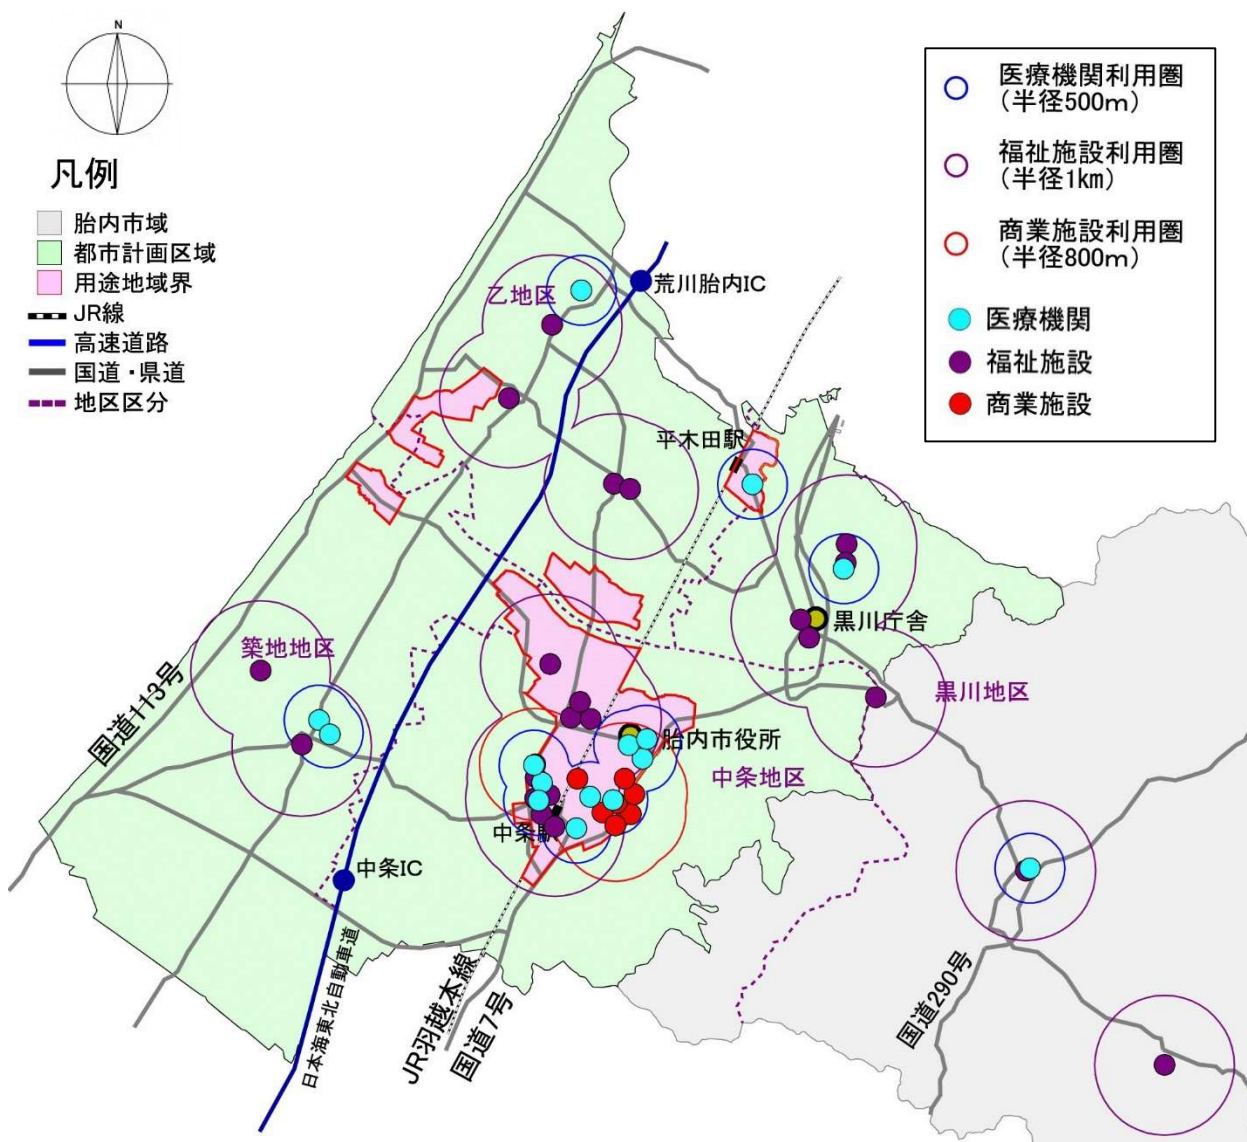 N
凡例
胎内市域
都市計画区域
用途地域界
JR線
高速道路
国道・県道
地区区分
医療機関利用圏
(半径500m)
福祉施設利用圏
(半径1km)
商業施設利用圏
(半径800m)
医療機関
福祉施設
商業施設
乙地区
荒川胎内IC
平木田駅
黒川庁舎
築地地区
黒川地区
国道113号
胎内市役所
中条地区
中条駅
中条IC
日本海東北自動車道
JR羽越本線
国道7号
国道290号